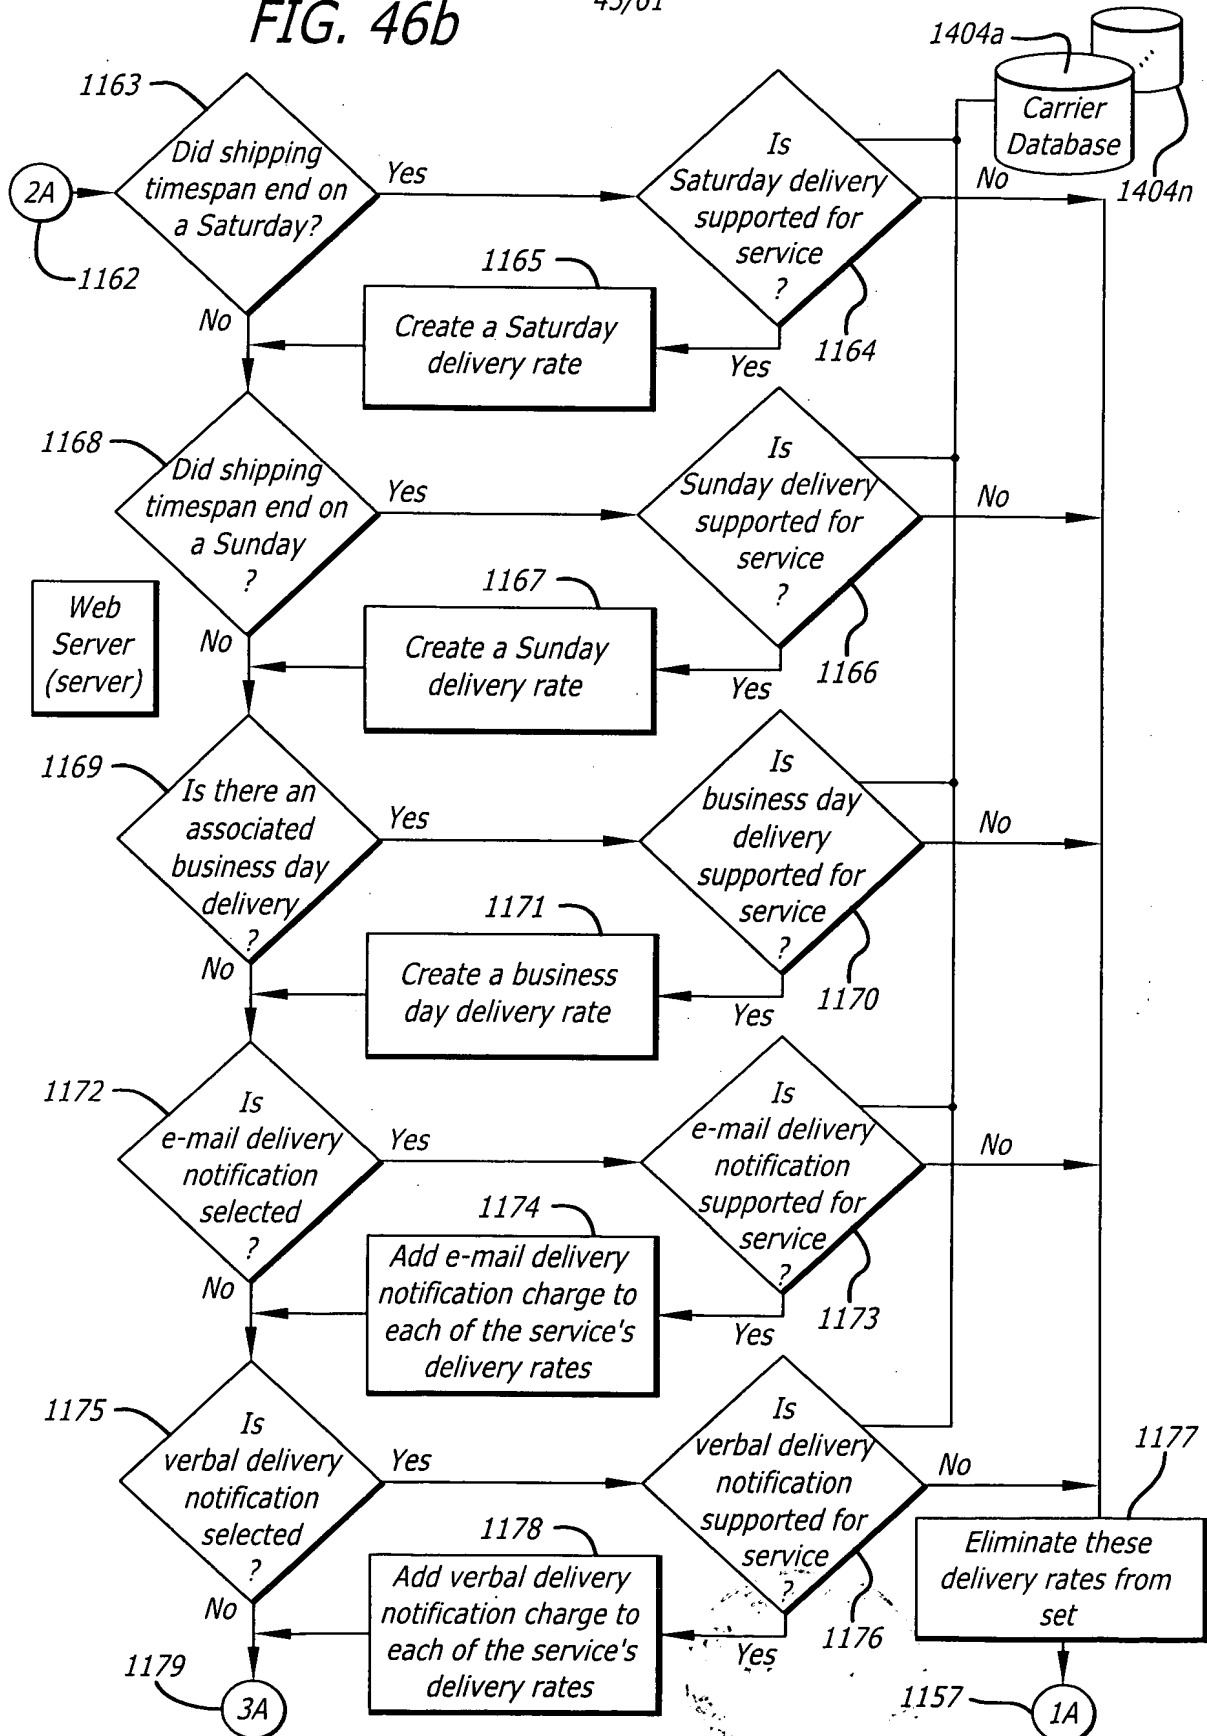 FIG. 46b
45/61
1404a
Carrier
Database
1404n
1163
Did shipping
timespan end on
a Saturday?
2A
1162
Yes
Is
Saturday delivery
supported for
service
?
1164
No
1165
Create a Saturday
delivery rate
Yes
No
1168
Did shipping
timespan end on
a Sunday
?
Yes
Is
Sunday delivery
supported for
service
?
1166
No
Web
Server
(server)
1167
Create a Sunday
delivery rate
Yes
No
1169
Is there an
associated
business day
delivery
?
Yes
Is
business day
delivery
supported for
service
?
1170
No
1171
Create a business
day delivery rate
Yes
No
1172
Is
e-mail delivery
notification
selected
?
Yes
Is
e-mail delivery
notification
supported for
service
?
1173
No
1174
Add e-mail delivery
notification charge to
each of the service's
delivery rates
Yes
No
1175
Is
verbal delivery
notification
selected
?
Yes
Is
verbal delivery
notification
supported for
service
?
1176
No
1177
Eliminate these
delivery rates from
set
1178
Add verbal delivery
notification charge to
each of the service's
delivery rates
Yes
No
1179
3A
1157
1A